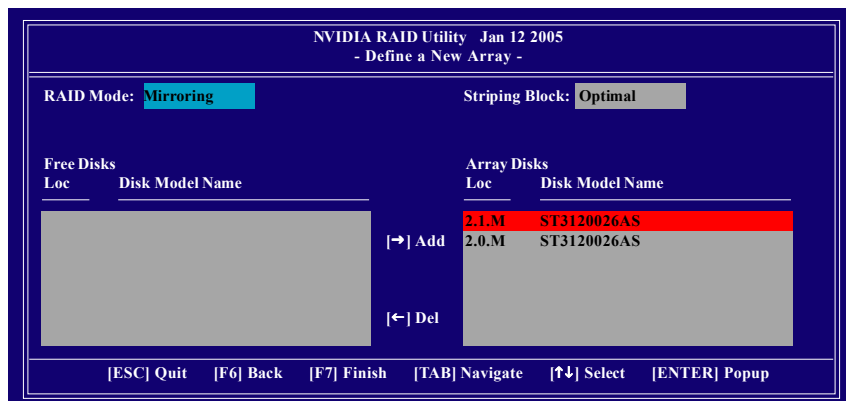 NVIDIA RAID Utility Jan 12 2005
- Define a New Array -
RAID Mode: Mirroring
Striping Block: Optimal
Free Disks
Loc Disk Model Name
Array Disks
Loc Disk Model Name
[→] Add
2.1.M ST3120026AS
2.0.M ST3120026AS
[←] Del
[ESC] Quit [F6] Back [F7] Finish [TAB] Navigate [↑↓] Select [ENTER] Popup